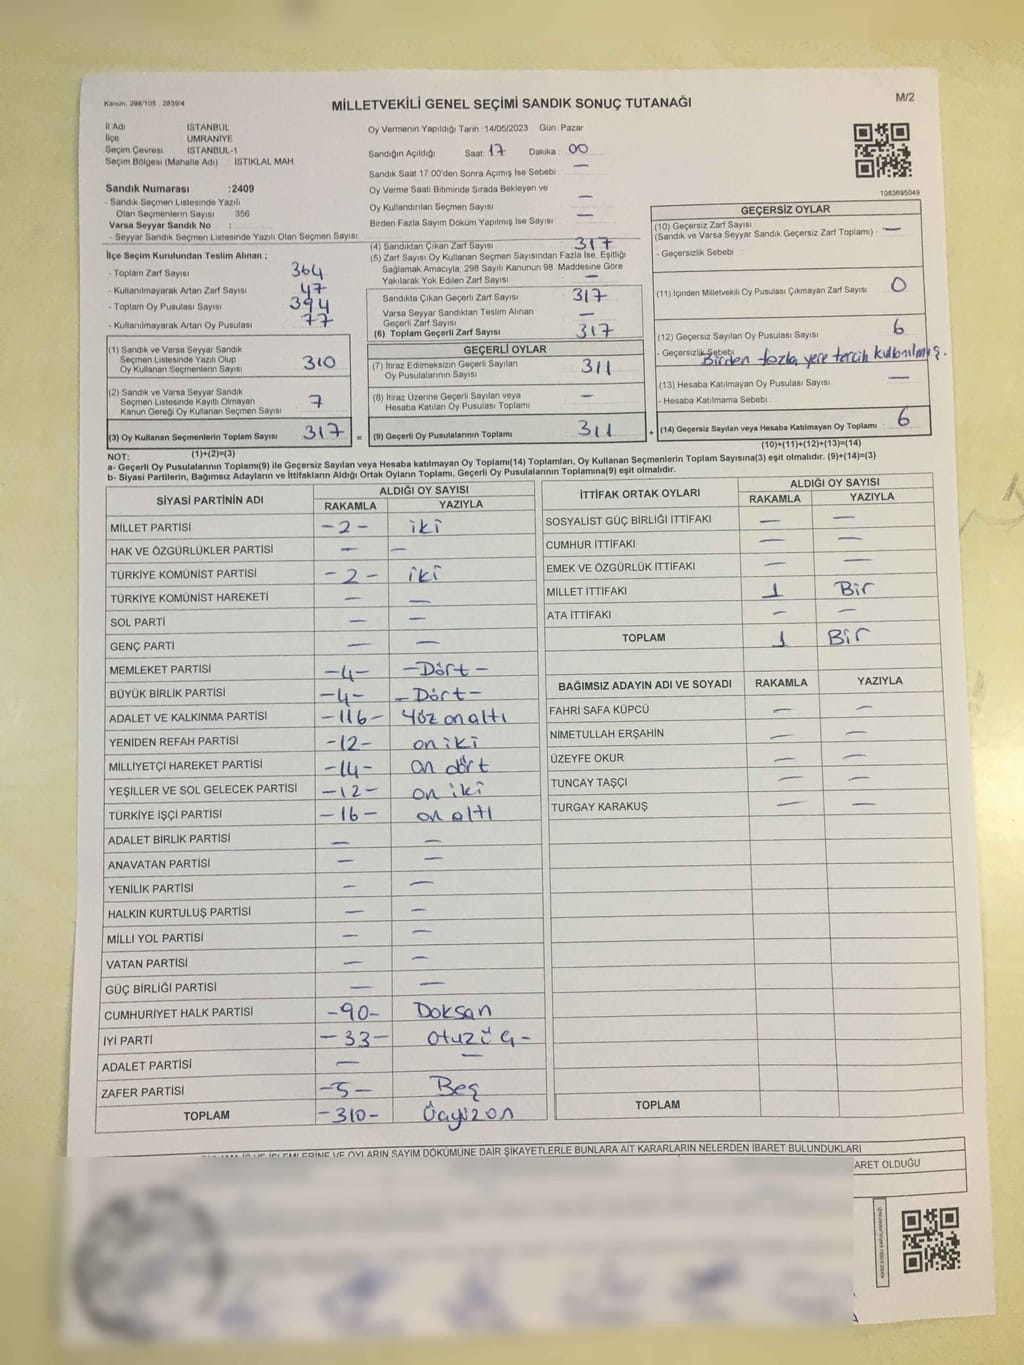 Kanun: 298/105 : 2839/4
MİLLETVEKİLİ GENEL SEÇİMİ SANDIK SONUÇ TUTANAĞI
M/2
İl Adı İSTANBUL
İlçe ÜMRANİYE
Seçim Çevresi İSTANBUL-1
Seçim Bölgesi (Mahalle Adı) İSTİKLAL MAH
Sandık Numarası :2409
- Sandık Seçmen Listesinde Yazılı
Olan Seçmenlerin Sayısı 356
Varsa Seyyar Sandık No :
- Seyyar Sandık Seçmen Listesinde Yazılı Olan Seçmen Sayısı:
Oy Vermenin Yapıldığı Tarih 14/05/2023 Gün Pazar
Sandığın Açıldığı Saat: 17 Dakika 00
Sandık Saat 17:00'den Sonra Açımış İse Sebebi —
Oy Verme Saati Bitiminde Sırada Bekleyen ve
Oy Kullandırılan Seçmen Sayısı —
Birden Fazla Sayım Döküm Yapılmış İse Sayısı —
1083695049
İlçe Seçim Kurulundan Teslim Alınan ;
- Toplam Zarf Sayısı 364
- Kullanılmayarak Artan Zarf Sayısı 47
- Toplam Oy Pusulası Sayısı 394
- Kullanılmayarak Artan Oy Pusulası 77
(4) Sandıktan Çıkan Zarf Sayısı 317
(5) Zarf Sayısı Oy Kullanan Seçmen Sayısından Fazla İse, Eşitliği
Sağlamak Amacıyla, 298 Sayılı Kanunun 98. Maddesine Göre
Yakılarak Yok Edilen Zarf Sayısı —
Sandıkta Çıkan Geçerli Zarf Sayısı 317
Varsa Seyyar Sandıktan Teslim Alınan
Geçerli Zarf Sayısı —
(6) Toplam Geçerli Zarf Sayısı 317
GEÇERSİZ OYLAR
(10) Geçersiz Zarf Sayısı
(Sandık ve Varsa Seyyar Sandık Geçersiz Zarf Toplamı) —
- Geçersizlik Sebebi
(11) İçinden Milletvekili Oy Pusulası Çıkmayan Zarf Sayısı 0
(12) Geçersiz Sayılan Oy Pusulası Sayısı 6
- Geçersizlik Sebebi Birden fazla yere tercih kullanılmış.
(13) Hesaba Katılmayan Oy Pusulası Sayısı —
- Hesaba Katılmama Sebebi
(14) Geçersiz Sayılan veya Hesaba Katılmayan Oy Toplamı 6
(1) Sandık ve Varsa Seyyar Sandık
Seçmen Listesinde Yazılı Olup
Oy Kullanan Seçmenlerin Sayısı 310
(2) Sandık ve Varsa Seyyar Sandık
Seçmen Listesinde Kayıtlı Olmayan
Kanun Gereği Oy Kullanan Seçmen Sayısı 7
(3) Oy Kullanan Seçmenlerin Toplam Sayısı 317 =
GEÇERLİ OYLAR
(7) İtiraz Edilmeksizin Geçerli Sayılan
Oy Pusulalarının Sayısı 311
(8) İtiraz Üzerine Geçerli Sayılan veya
Hesaba Katılan Oy Pusulası Toplamı —
(9) Geçerli Oy Pusulalarının Toplamı 311 +
NOT: (1)+(2)=(3) (10)+(11)+(12)+(13)=(14)
a- Geçerli Oy Pusulalarının Toplamı(9) ile Geçersiz Sayılan veya Hesaba katılmayan Oy Toplamı(14) Toplamları, Oy Kullanan Seçmenlerin Toplam Sayısına(3) eşit olmalıdır. (9)+(14)=(3)
b- Siyasi Partilerin, Bağımsız Adayların ve İttifakların Aldığı Ortak Oyların Toplamı, Geçerli Oy Pusulalarının Toplamına(9) eşit olmalıdır.
SİYASİ PARTİNİN ADI ALDIĞI OY SAYISI
RAKAMLA YAZIYLA
MİLLET PARTİSİ -2- iki
HAK VE ÖZGÜRLÜKLER PARTİSİ — —
TÜRKİYE KOMÜNİST PARTİSİ -2- iki
TÜRKİYE KOMÜNİST HAREKETİ — —
SOL PARTİ — —
GENÇ PARTİ — —
MEMLEKET PARTİSİ -4- -Dört-
BÜYÜK BİRLİK PARTİSİ -4- -Dört-
ADALET VE KALKINMA PARTİSİ -116- Yüz onaltı
YENİDEN REFAH PARTİSİ -12- oniki
MİLLİYETÇİ HAREKET PARTİSİ -14- on dört
YEŞİLLER VE SOL GELECEK PARTİSİ -12- on iki
TÜRKİYE İŞÇİ PARTİSİ -16- on altı
ADALET BİRLİK PARTİSİ — —
ANAVATAN PARTİSİ — —
YENİLİK PARTİSİ — —
HALKIN KURTULUŞ PARTİSİ — —
MİLLİ YOL PARTİSİ — —
VATAN PARTİSİ — —
GÜÇ BİRLİĞİ PARTİSİ — —
CUMHURİYET HALK PARTİSİ -90- Doksan
İYİ PARTİ -33- Otuzüç-
ADALET PARTİSİ — —
ZAFER PARTİSİ -5- Beş
TOPLAM -310- Üçyüzon
İTTİFAK ORTAK OYLARI ALDIĞI OY SAYISI
RAKAMLA YAZIYLA
SOSYALİST GÜÇ BİRLİĞİ İTTİFAKI — —
CUMHUR İTTİFAKI — —
EMEK VE ÖZGÜRLÜK İTTİFAKI — —
MİLLET İTTİFAKI 1 Bir
ATA İTTİFAKI — —
TOPLAM 1 Bir
BAĞIMSIZ ADAYIN ADI VE SOYADI RAKAMLA YAZIYLA
FAHRİ SAFA KÜPCÜ — —
NİMETULLAH ERŞAHİN — —
ÜZEYFE OKUR — —
TUNCAY TAŞÇI — —
TURGAY KARAKUŞ — —
TOPLAM
VE OYLARIN SAYIM DÖKÜMÜNE DAİR ŞİKAYETLERLE BUNLARA AİT KARARLARIN NELERDEN İBARET BULUNDUKLARI
ARET OLDUĞU